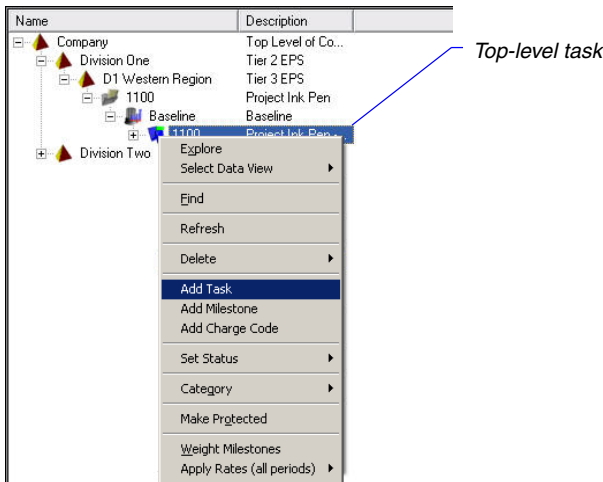 Name Description
Company Top Level of Co...
Top-level task
Division One Tier 2 EPS
D1 Western Region Tier 3 EPS
1100 Project Ink Pen
Baseline Baseline
1100 Project Ink Pen -...
Division Two
Explore
Select Data View
Find
Refresh
Delete
Add Task
Add Milestone
Add Charge Code
Set Status
Category
Make Protected
Weight Milestones
Apply Rates (all periods)